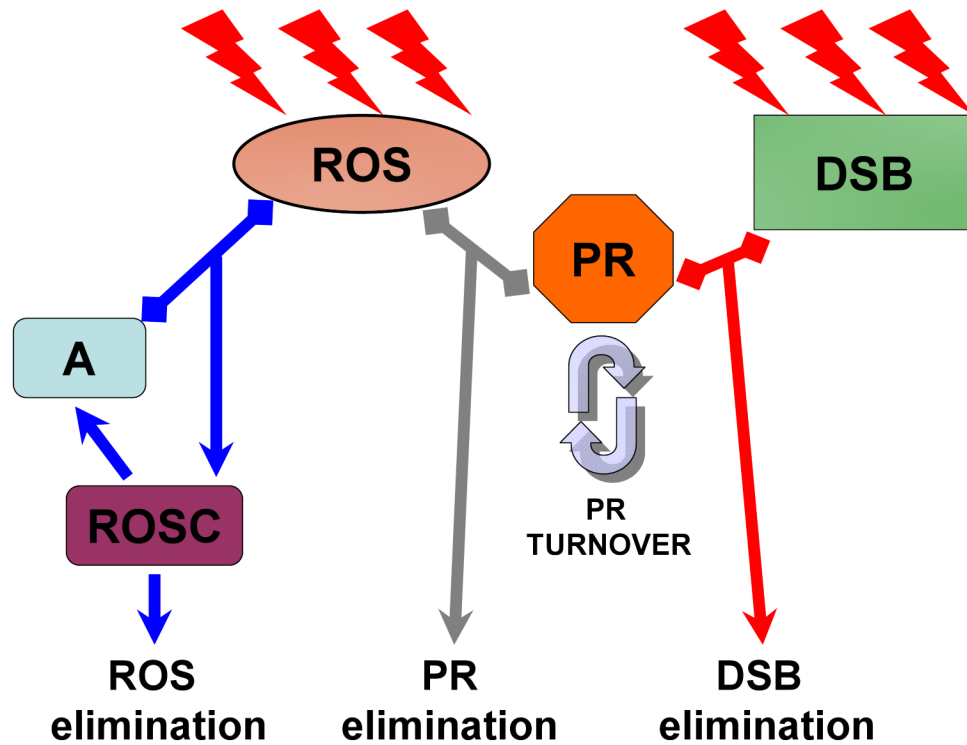 ROS
DSB
PR
A
ROSC
PR
TURNOVER
ROS
elimination
PR
elimination
DSB
elimination